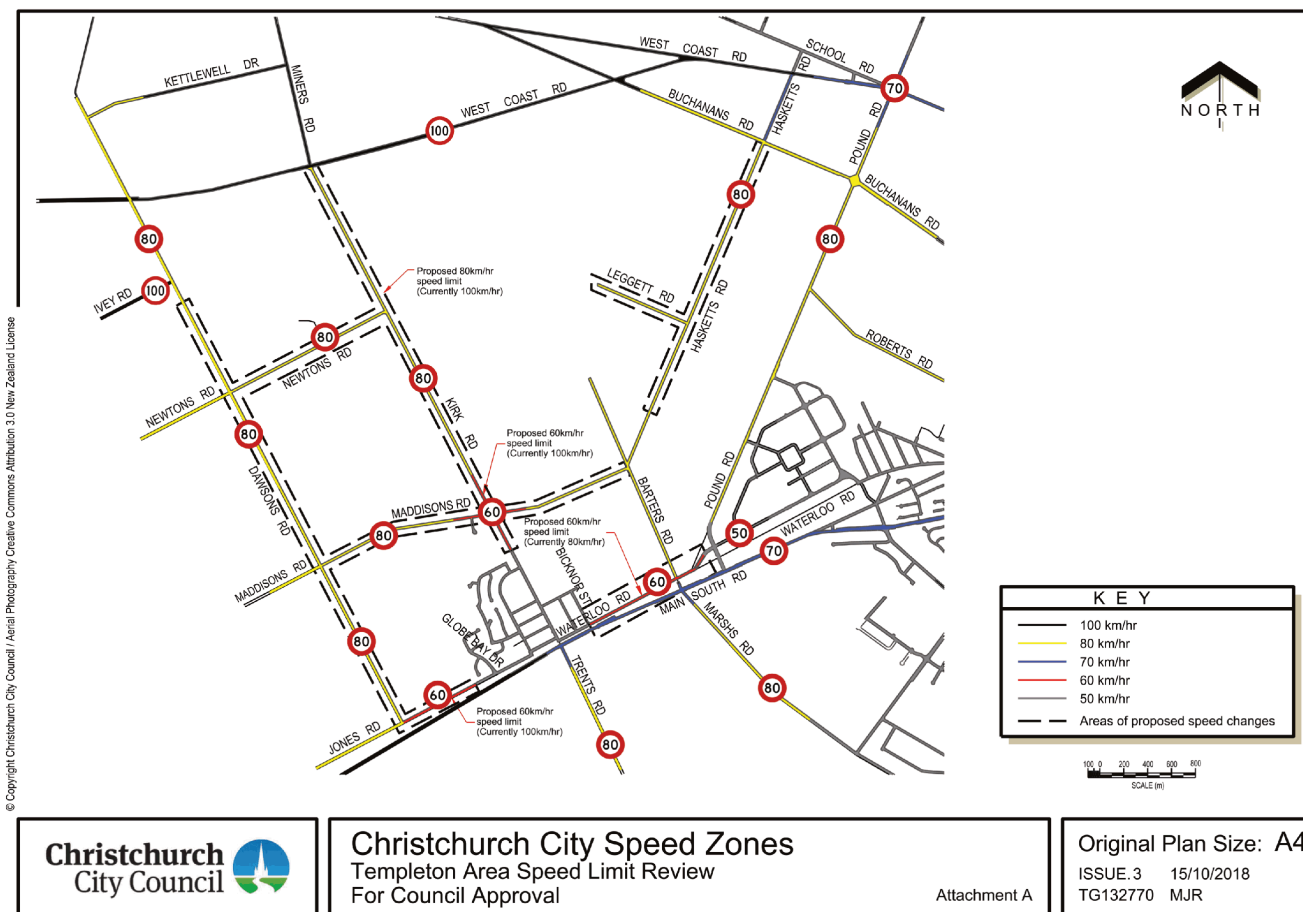 WEST COAST RD
SCHOOL RD
KETTLEWELL DR
MINERS RD
WEST COAST RD
100
BUCHANANS RD
HASKETTS RD
POUND RD
70
NORTH
80
BUCHANANS RD
80
80
IVEY RD
100
Proposed 80km/hr
speed limit
(Currently 100km/hr)
LEGGETT RD
HASKETTS RD
80
NEWTONS RD
NEWTONS RD
80
KIRK RD
ROBERTS RD
80
DAWSONS RD
Proposed 60km/hr
speed limit
(Currently 100km/hr)
MADDISONS RD
60
80
BARTERS RD
POUND RD
WATERLOO RD
50
70
Proposed 60km/hr
speed limit
(Currently 80km/hr)
MADDISONS RD
BICKNOR ST
60
WATERLOO RD
MAIN SOUTH RD
MARSHS RD
80
GLOBE BAY DR
TRENTS RD
80
60
80
JONES RD
Proposed 60km/hr
speed limit
(Currently 100km/hr)
KEY
100 km/hr
80 km/hr
70 km/hr
60 km/hr
50 km/hr
Areas of proposed speed changes
100 0 200 400 600 800
SCALE (m)
© Copyright Christchurch City Council / Aerial Photography Creative Commons Attribution 3.0 New Zealand License
Christchurch
City Council
Christchurch City Speed Zones
Templeton Area Speed Limit Review
For Council Approval
Attachment A
Original Plan Size: A4
ISSUE.3 15/10/2018
TG132770 MJR